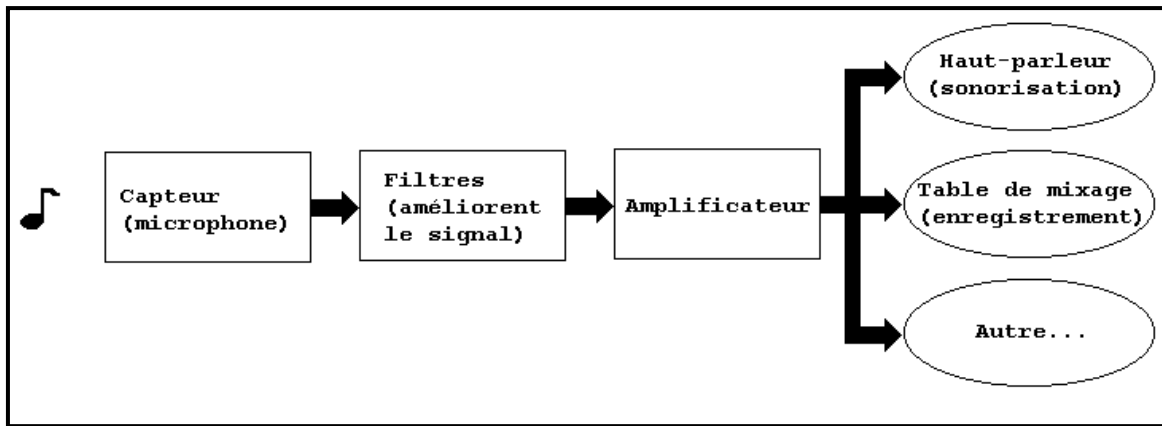 Capteur
(microphone)
Filtres
(améliorent
le signal)
Amplificateur
Haut-parleur
(sonorisation)
Table de mixage
(enregistrement)
Autre...